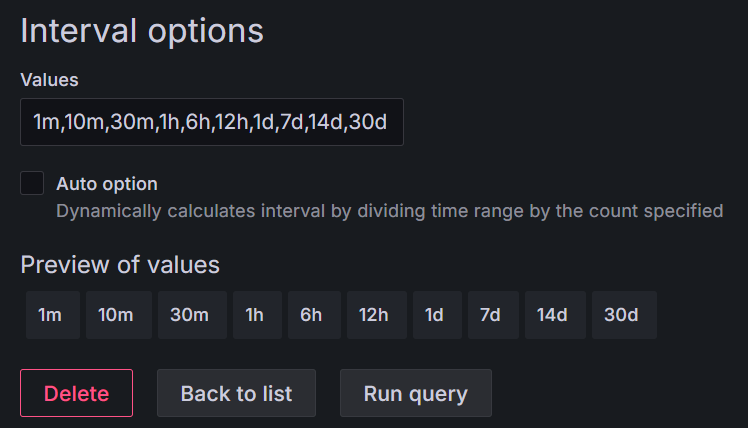 Interval options
Values
1m,10m,30m,1h,6h,12h,1d,7d,14d,30d
Auto option
Dynamically calculates interval by dividing time range by the count specified
Preview of values
1m 10m 30m 1h 6h 12h 1d 7d 14d 30d
Delete Back to list Run query